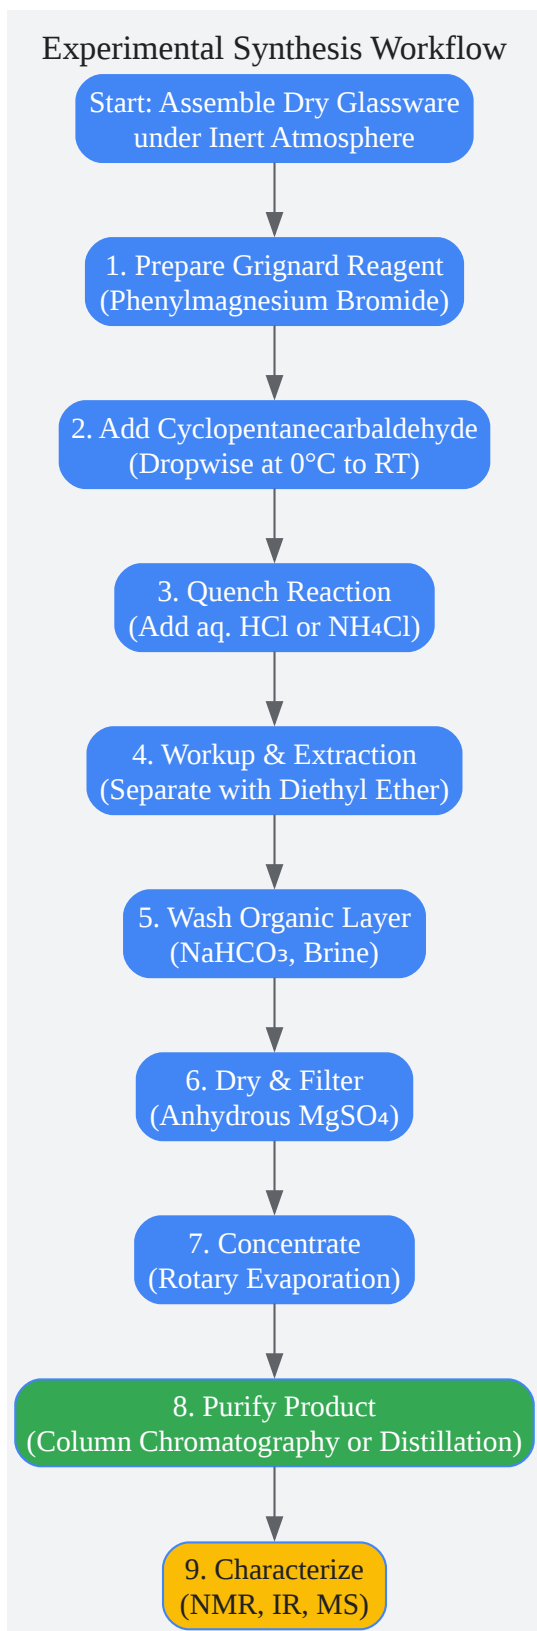 Experimental Synthesis Workflow
Start: Assemble Dry Glassware
under Inert Atmosphere
1. Prepare Grignard Reagent
(Phenylmagnesium Bromide)
2. Add Cyclopentanecarbaldehyde
(Dropwise at 0°C to RT)
3. Quench Reaction
(Add aq. HCl or NH₄Cl)
4. Workup & Extraction
(Separate with Diethyl Ether)
5. Wash Organic Layer
(NaHCO₃, Brine)
6. Dry & Filter
(Anhydrous MgSO₄)
7. Concentrate
(Rotary Evaporation)
8. Purify Product
(Column Chromatography or Distillation)
9. Characterize
(NMR, IR, MS)